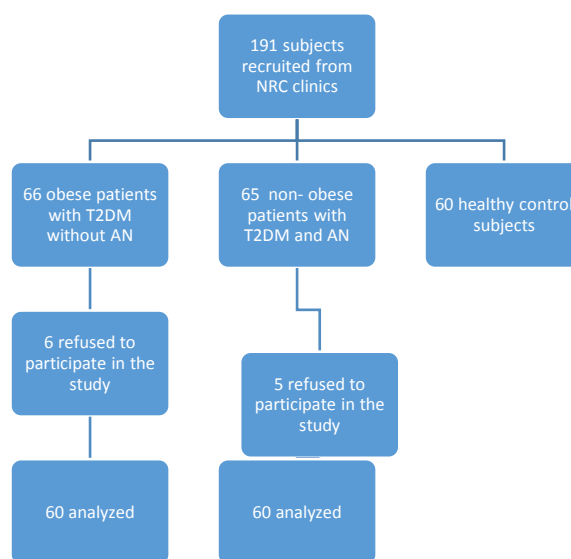 191 subjects
recruited from
NRC clinics
66 obese patients
with T2DM
without AN
65 non- obese
patients with
T2DM and AN
60 healthy control
subjects
6 refused to
participate in the
study
5 refused to
participate in the
study
60 analyzed
60 analyzed